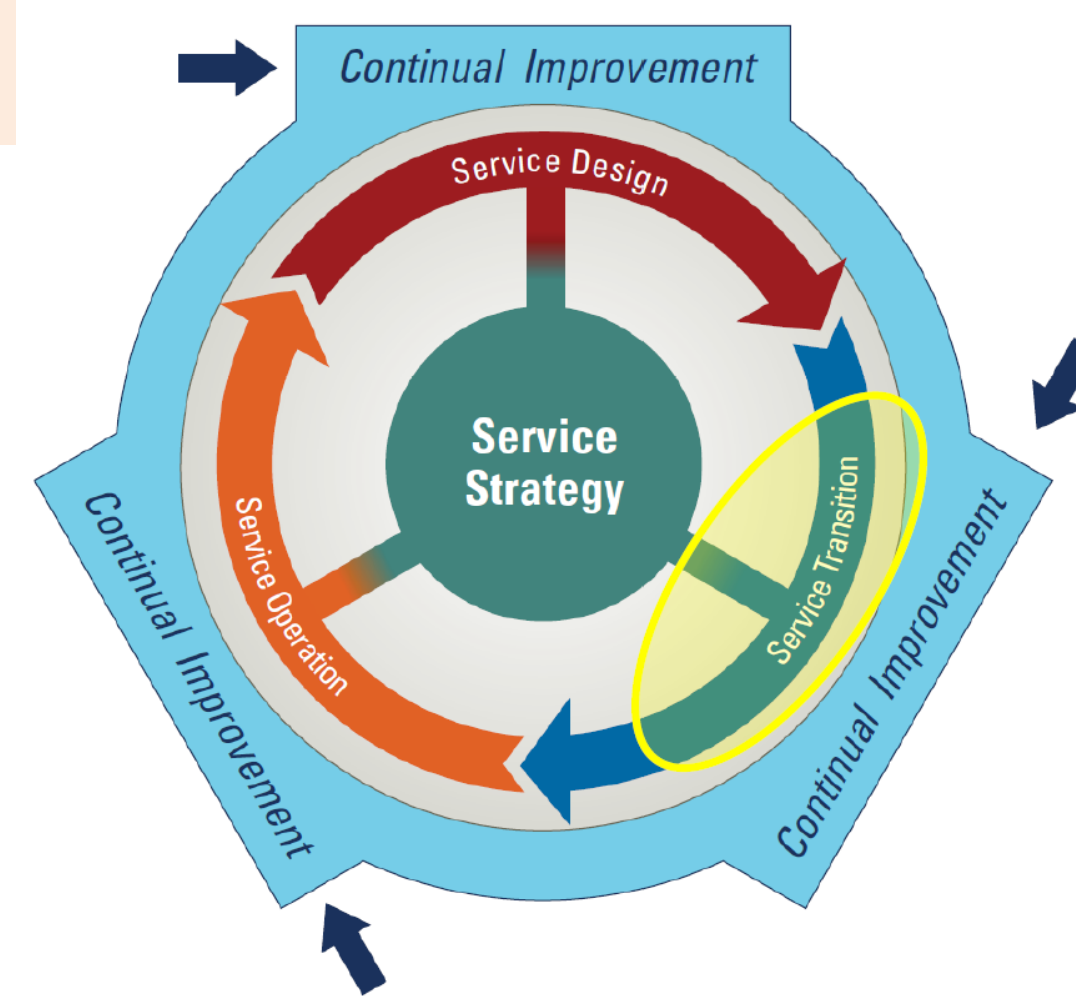 Continual Improvement
Service Design
Service
Strategy
Service Transition
Service Operation
Continual Improvement
Continual Improvement